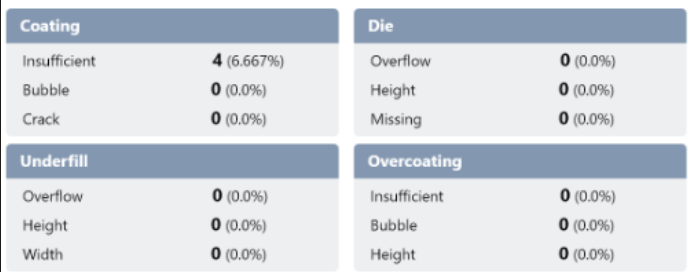 Coating
Insufficient 4 (6.667%)
Bubble 0 (0.0%)
Crack 0 (0.0%)
Die
Overflow 0 (0.0%)
Height 0 (0.0%)
Missing 0 (0.0%)
Underfill
Overflow 0 (0.0%)
Height 0 (0.0%)
Width 0 (0.0%)
Overcoating
Insufficient 0 (0.0%)
Bubble 0 (0.0%)
Height 0 (0.0%)